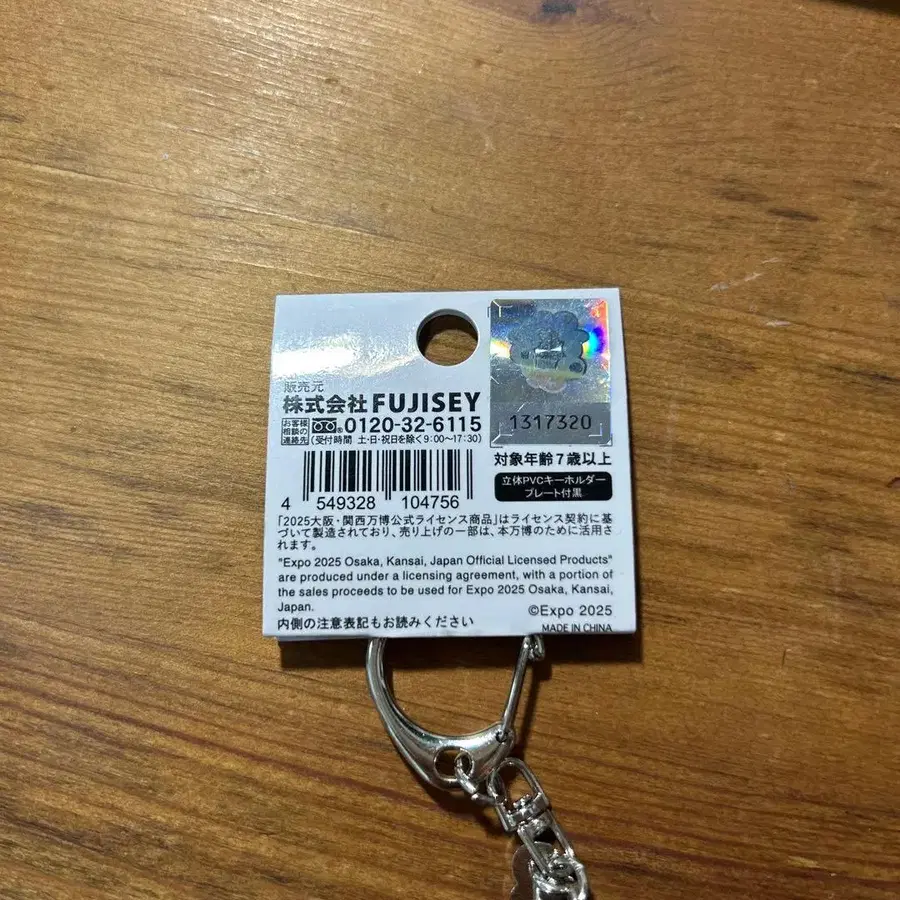 販売元
株式会社FUJISEY
お客様
相談の
連絡先
0120-32-6115
(受付時間 土・日・祝日を除く9:00〜17:30)
1317320
対象年齢7歳以上
立体PVCキーホルダー
プレート付黒
4 549328 104756
「2025大阪・関西万博公式ライセンス商品」はライセンス契約に基
づいて製造されており、売り上げの一部は、本万博のために活用さ
れます。
"Expo 2025 Osaka, Kansai, Japan Official Licensed Products"
are produced under a licensing agreement, with a portion of
the sales proceeds to be used for Expo 2025 Osaka, Kansai,
Japan.
©Expo 2025
内側の注意表記もお読みください
MADE IN CHINA